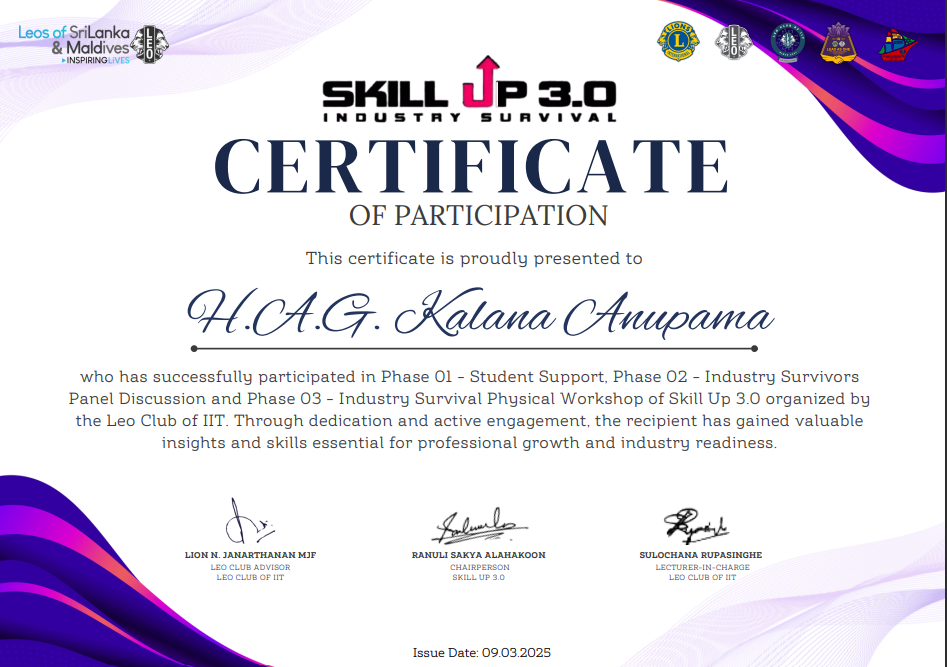 Leos of SriLanka
& Maldives
INSPIRINGLIVES
LEO
LIONS
L
LEO
SKILL UP 3.0
INDUSTRY SURVIVAL
CERTIFICATE
OF PARTICIPATION
This certificate is proudly presented to
H.A.G. Kalana Anupama
who has successfully participated in Phase 01 - Student Support, Phase 02 - Industry Survivors
Panel Discussion and Phase 03 - Industry Survival Physical Workshop of Skill Up 3.0 organized by
the Leo Club of IIT. Through dedication and active engagement, the recipient has gained valuable
insights and skills essential for professional growth and industry readiness.
LION N. JANARTHANAN MJF
LEO CLUB ADVISOR
LEO CLUB OF IIT
RANULI SAKYA ALAHAKOON
CHAIRPERSON
SKILL UP 3.0
SULOCHANA RUPASINGHE
LECTURER-IN-CHARGE
LEO CLUB OF IIT
Issue Date: 09.03.2025